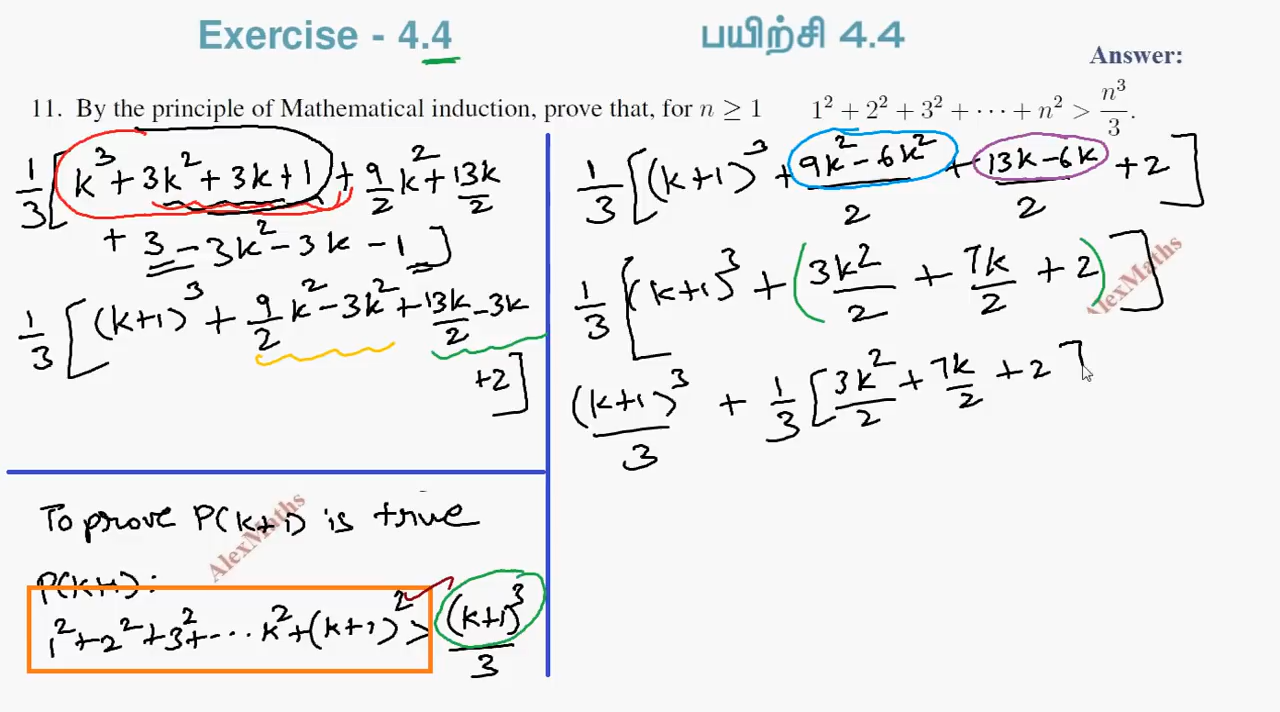 Exercise - 4.4
பயிற்சி 4.4
Answer:
11. By the principle of Mathematical induction, prove that, for n ≥ 1 1² + 2² + 3² + ··· + n² > n³/3.
1/3 [ k³ + 3k² + 3k + 1 + 9/2 k² + 13k/2
+ 3 - 3k² - 3k - 1 ]
1/3 [ (k+1)³ + 9/2 k² - 3k² + 13k/2 - 3k
+2 ]
To prove P(k+1) is true
P(k+1):
1² + 2² + 3² + ... k² + (k+1)² > (k+1)³/3
1/3 [ (k+1)³ + (9k² - 6k²)/2 + (13k - 6k)/2 + 2 ]
1/3 [ (k+1)³ + ( 3k²/2 + 7k/2 + 2 ) ]
(k+1)³/3 + 1/3 [ 3k²/2 + 7k/2 + 2 ]
AlexMaths
AlexMaths